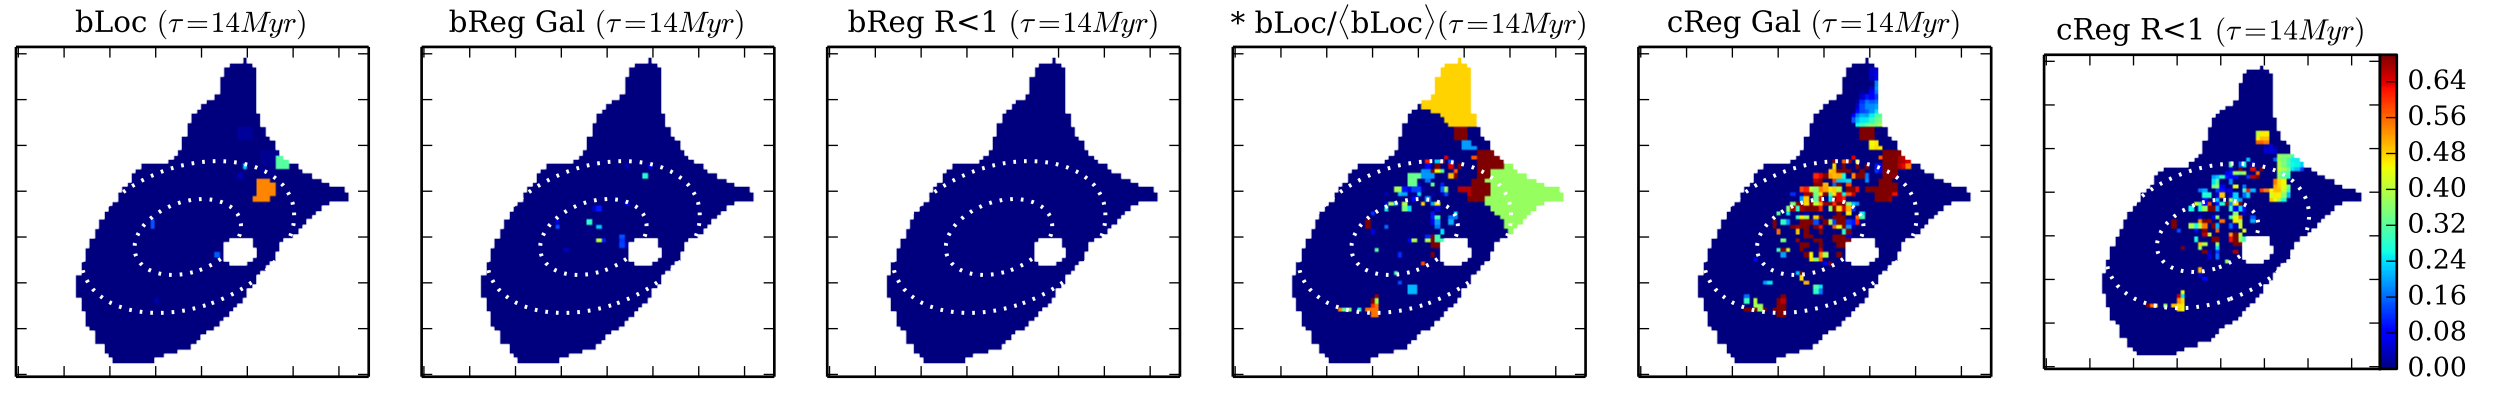 bLoc (τ=14Myr)
bReg Gal (τ=14Myr)
bReg R<1 (τ=14Myr)
* bLoc/⟨bLoc⟩(τ=14Myr)
cReg Gal (τ=14Myr)
cReg R<1 (τ=14Myr)
0.64
0.56
0.48
0.40
0.32
0.24
0.16
0.08
0.00